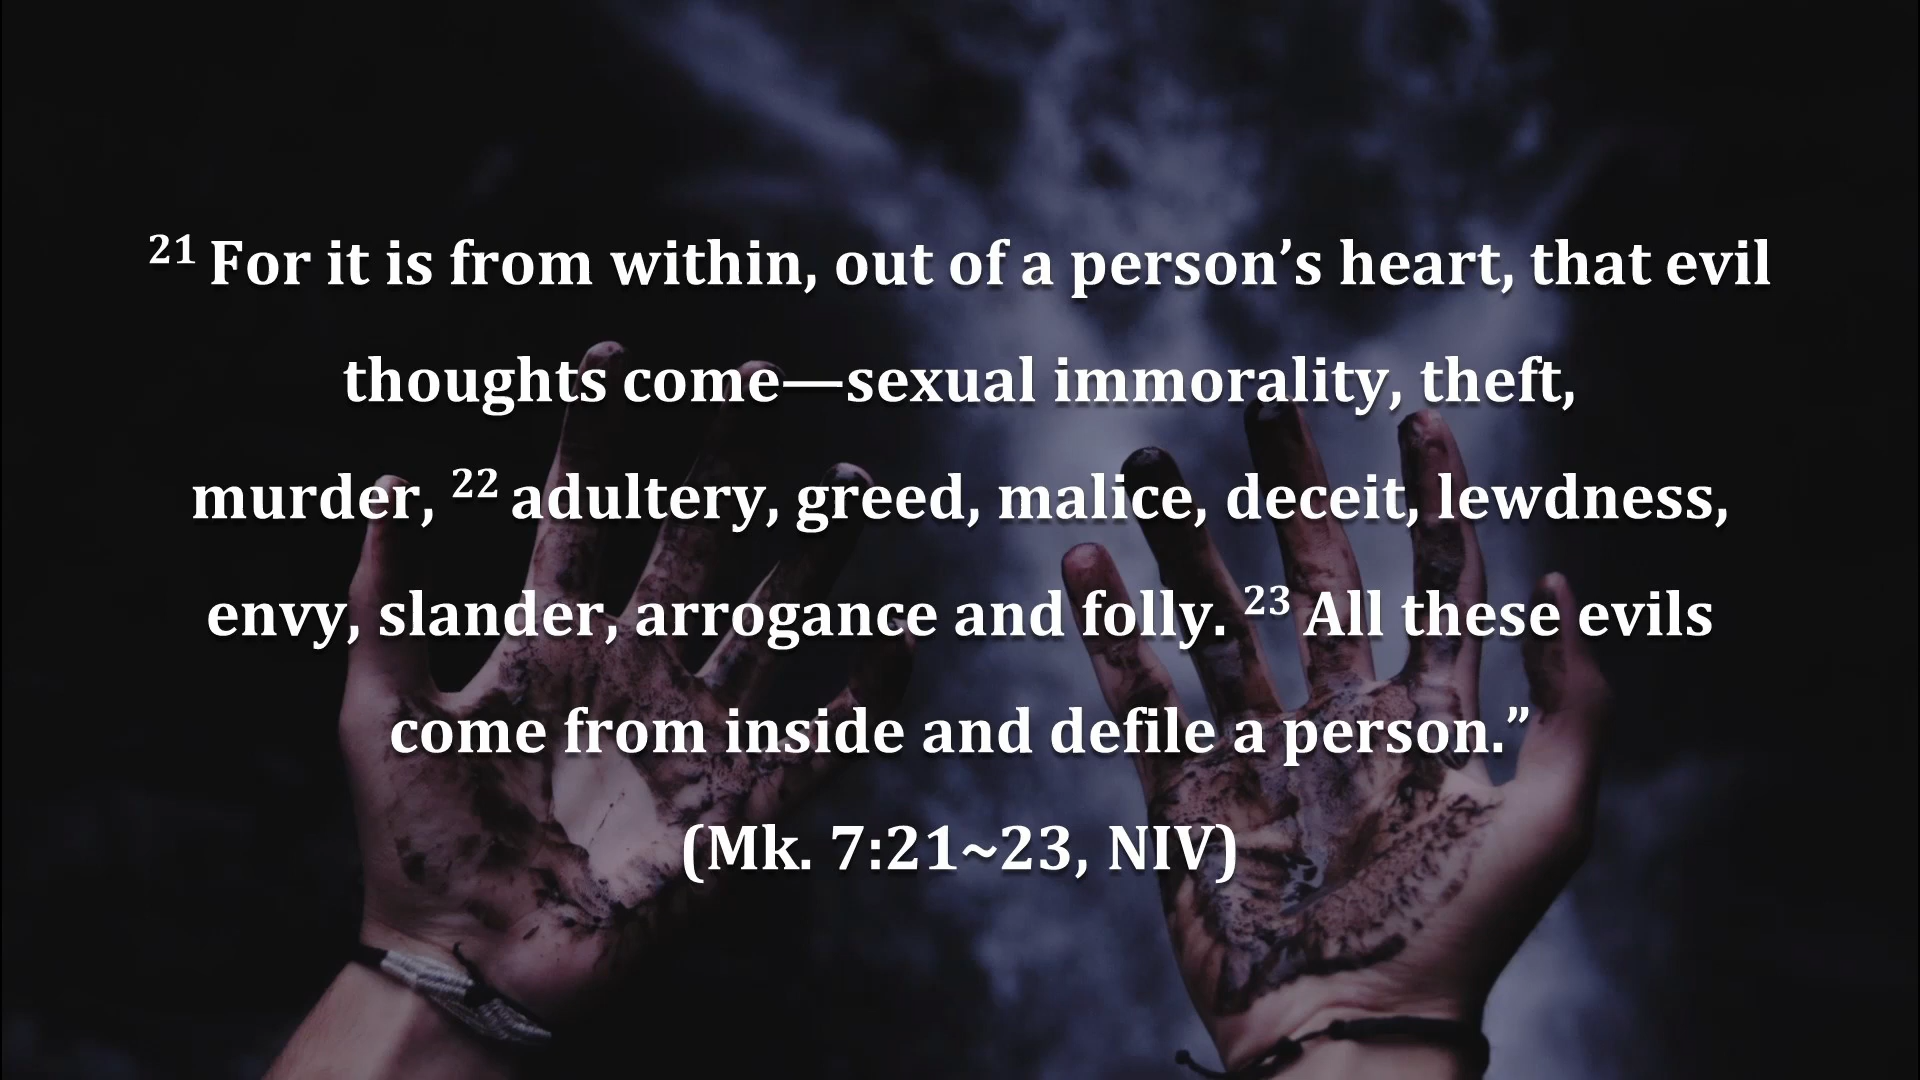 21 For it is from within, out of a person’s heart, that evil
thoughts come—sexual immorality, theft,
murder, 22 adultery, greed, malice, deceit, lewdness,
envy, slander, arrogance and folly. 23 All these evils
come from inside and defile a person.”
(Mk. 7:21~23, NIV)